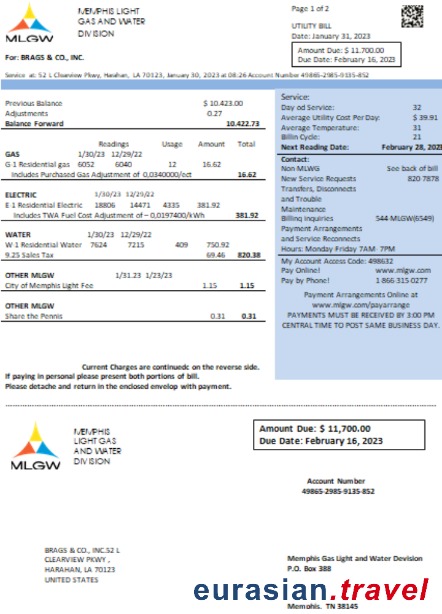 MEMPHIS LIGHT
GAS AND WATER
DIVISION
MLGW
Page 1 of 2
UTILITY BILL
Date: January 31, 2023
Amount Due: $ 11.700.00
Due Date: February 16, 2023
For: BRAGS & CO., INC.
Service at: 52 L Clearview Pkwy, Harahan, LA 70123, January 30, 2023 at 08:26 Account Number 49865-2985-9135-852
Previous Balance $ 10.423.00
Adjustments 0.27
Balance Forward 10.422.73
Readings Usage Amount Total
GAS 1/30/23 12/29/22
G 1 Residential gas 6052 6040 12 16.62
Includes Purchased Gas Adjustment of 0,0340000/ect 16.62
ELECTRIC 1/30/23 12/29/22
E 1 Residential Electric 18806 14471 4335 381.92
Includes TWA Fuel Cost Adjustment of – 0,0197400/kWh 381.92
WATER 1/30/23 12/29/22
W 1 Residential Water 7624 7215 409 750.92
9.25 Sales Tax 69.46 820.38
OTHER MLGW 1/31.23 1/23/23
City of Memphis Light Fee 1.15 1.15
OTHER MLGW
Share the Pennis 0.31 0.31
Current Charges are continuedc on the reverse side.
If paying in personal please present both portions of bill.
Please detache and return in the enclosed envelop with payment.
Service:
Day od Service: 32
Average Utility Cost Per Day: $ 39.91
Average Temperature: 31
Billin Cycle: 21
Next Reading Date: February 28, 2023
Contact:
Non MLWG See back of bill
New Service Requests 820 7878
Transfers, Disconnects
and Trouble
Maintenance
Billing inquiries 544-MLGW(6549)
Payment Arrangements
and Service Reconnects
Hours: Monday Friday 7AM- 7PM
My Account Access Code: 498632
Pay Online! www.mlgw.com
Pay by Phone! 1 866-315-0277
Payment Arrangements Online at
www.mlgw.com/payarrange
PAYMENTS MUST BE RECEIVED BY 3:00 PM
CENTRAL TIME TO POST SAME BUSINESS DAY.
MEMPHIS
LIGHT GAS
AND WATER
DIVISION
MLGW
Amount Due: $ 11,700.00
Due Date: February 16, 2023
Account Number
49865-2985-9135-852
BRAGS & CO., INC.52 L
CLEARVIEW PKWY ,
HARAHAN, LA 70123
UNITED STATES
Memphis Gas Light and Water Devision
P.O. Box 388
eurasian.travel
Memphis. TN 38145